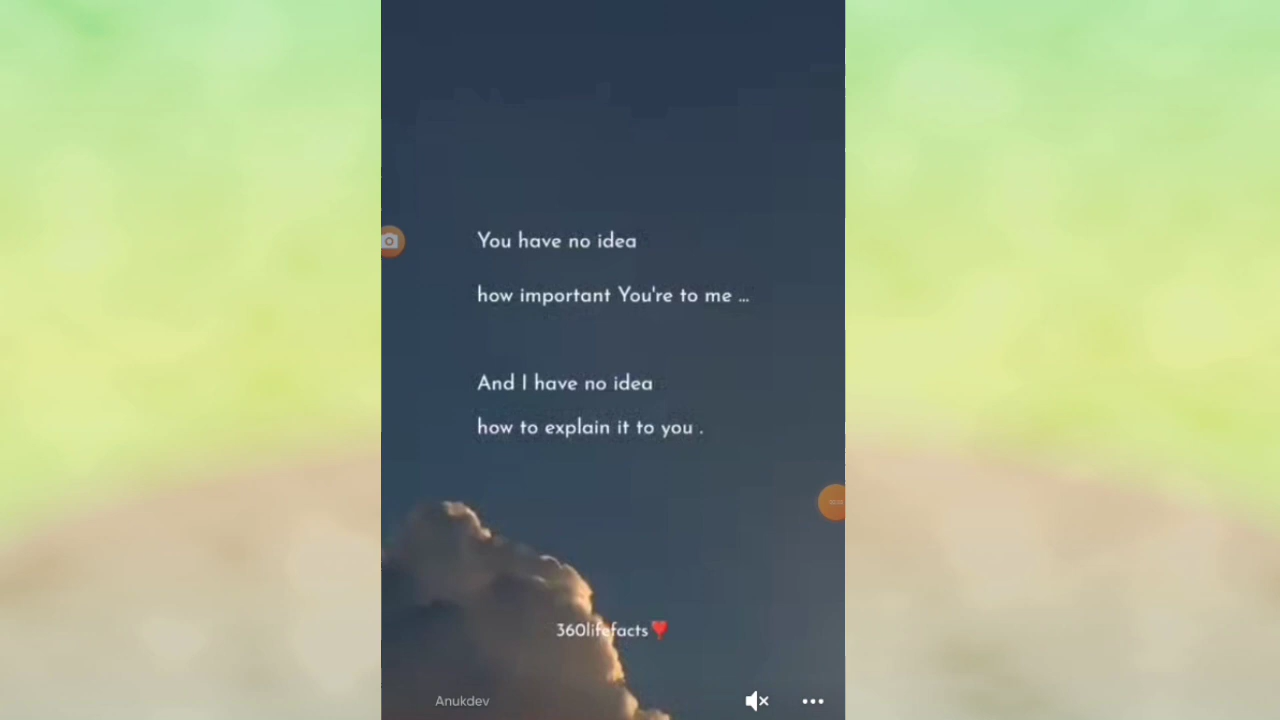 You have no idea
how important You're to me ...
And I have no idea
how to explain it to you .
360lifefacts❣️
Anukdev